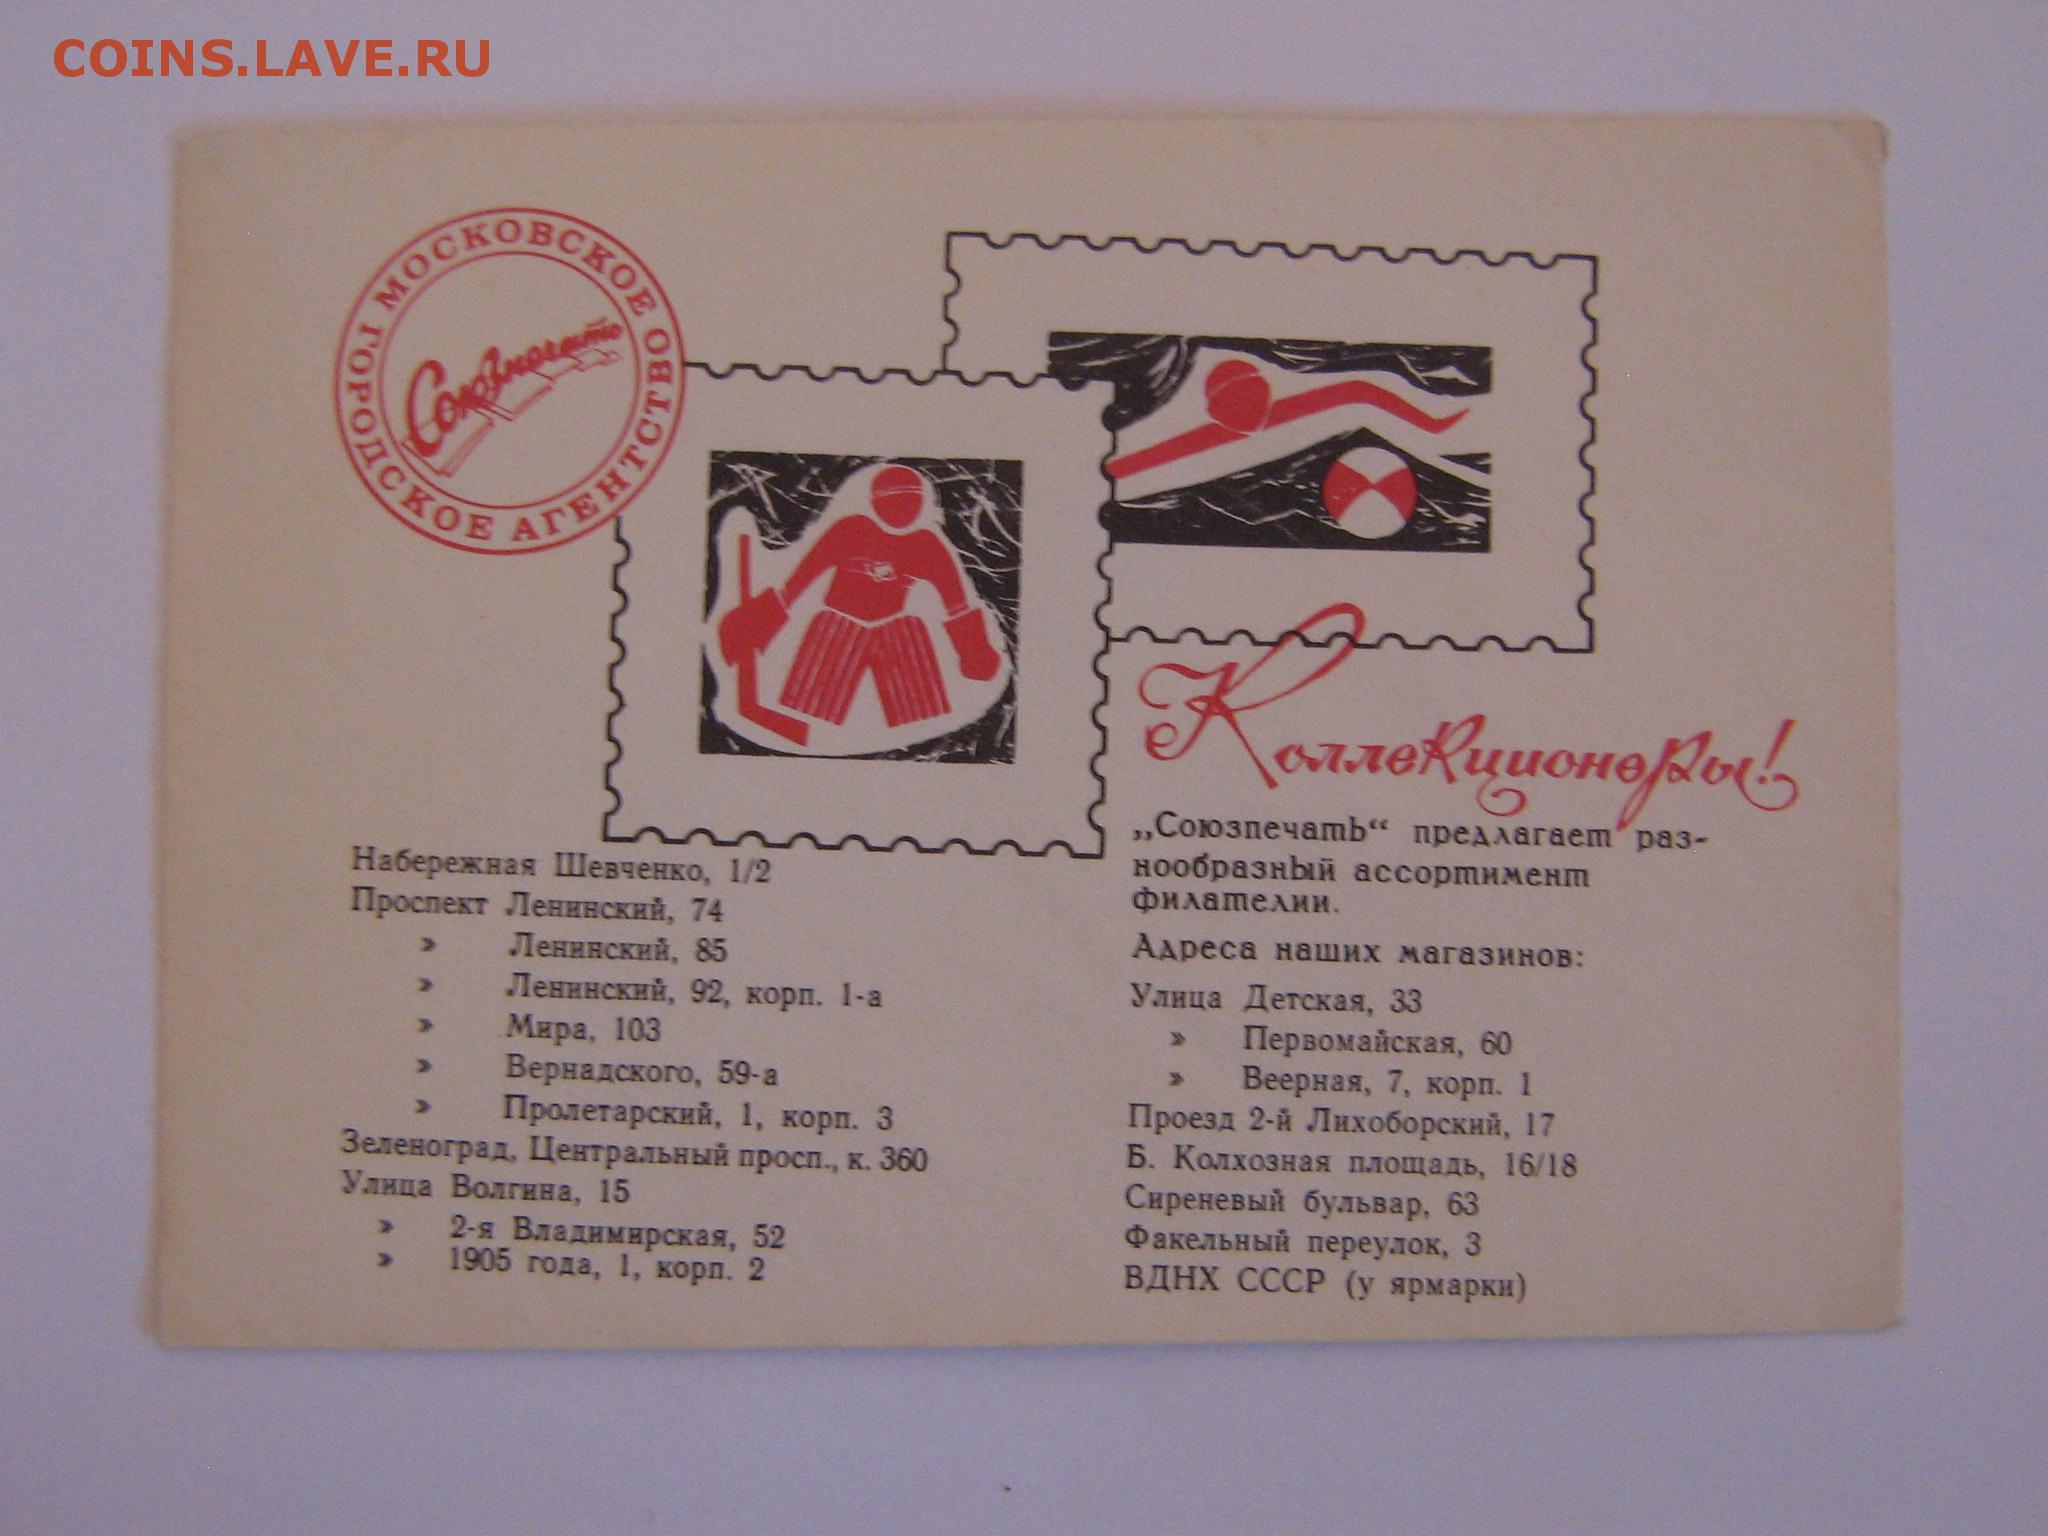 COINS.LAVE.RU
МОСКОВСКОЕ ГОРОДСКОЕ АГЕНТСТВО
Союзпечать
Коллекционеры!
„Союзпечать“ предлагает раз-
нообразный ассортимент
филателии.
Адреса наших магазинов:
Улица Детская, 33
» Первомайская, 60
» Веерная, 7, корп. 1
Проезд 2-й Лихоборский, 17
Б. Колхозная площадь, 16/18
Сиреневый бульвар, 63
Факельный переулок, 3
ВДНХ СССР (у ярмарки)
Набережная Шевченко, 1/2
Проспект Ленинский, 74
» Ленинский, 85
» Ленинский, 92, корп. 1-а
» Мира, 103
» Вернадского, 59-а
» Пролетарский, 1, корп. 3
Зеленоград, Центральный просп., к. 360
Улица Волгина, 15
» 2-я Владимирская, 52
» 1905 года, 1, корп. 2